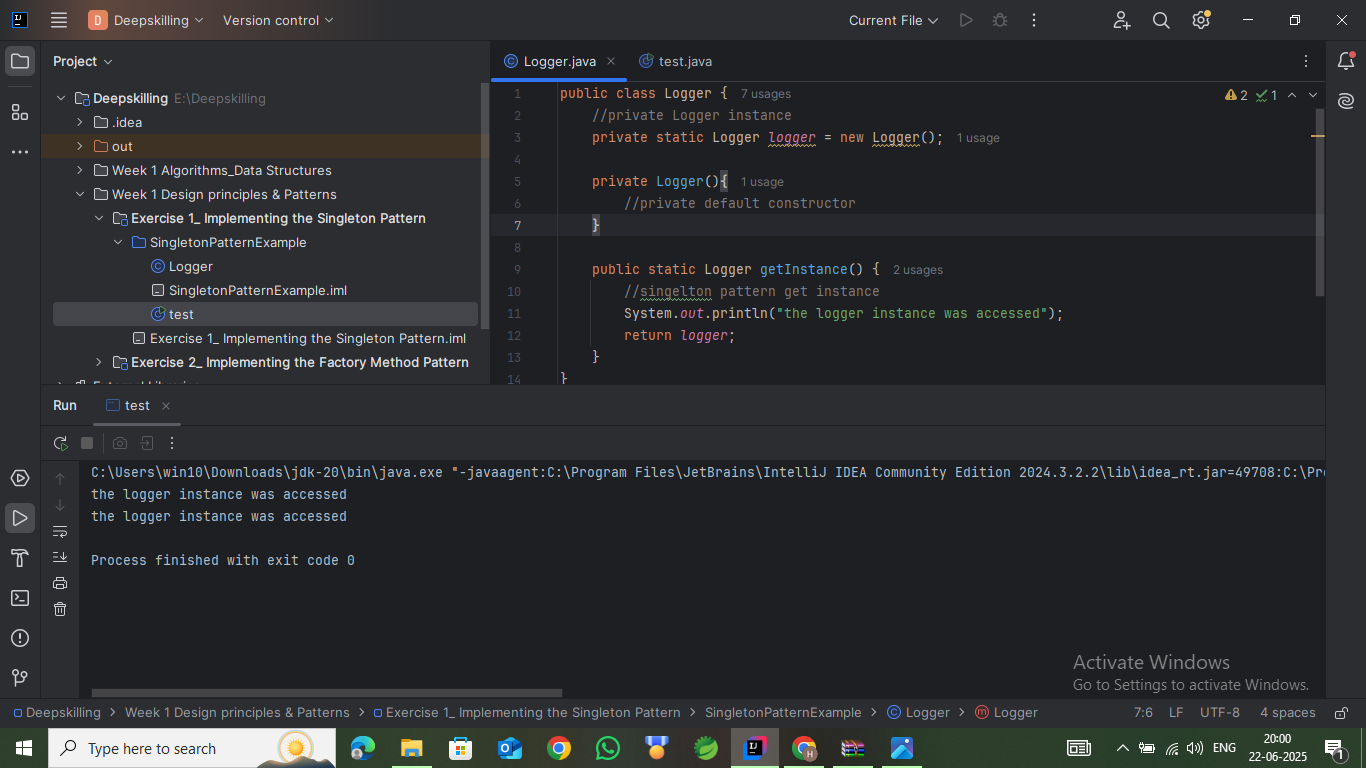 D Deepskilling Version control Current File
Project
Deepskilling E:\Deepskilling
.idea
out
Week 1 Algorithms_Data Structures
Week 1 Design principles & Patterns
Exercise 1_ Implementing the Singleton Pattern
SingletonPatternExample
Logger
SingletonPatternExample.iml
test
Exercise 1_ Implementing the Singleton Pattern.iml
Exercise 2_ Implementing the Factory Method Pattern
External Libraries
Logger.java test.java
2 1
1 public class Logger { 7 usages
2 //private Logger instance
3 private static Logger logger = new Logger(); 1 usage
4
5 private Logger(){ 1 usage
6 //private default constructor
7 }
8
9 public static Logger getInstance() { 2 usages
10 //singelton pattern get instance
11 System.out.println("the logger instance was accessed");
12 return logger;
13 }
14 }
Run test
C:\Users\win10\Downloads\jdk-20\bin\java.exe "-javaagent:C:\Program Files\JetBrains\IntelliJ IDEA Community Edition 2024.3.2.2\lib\idea_rt.jar=49708:C:\Pro
the logger instance was accessed
the logger instance was accessed
Process finished with exit code 0
Activate Windows
Go to Settings to activate Windows.
Deepskilling Week 1 Design principles & Patterns Exercise 1_ Implementing the Singleton Pattern SingletonPatternExample Logger Logger 7:6 LF UTF-8 4 spaces
Type here to search
ENG
20:00
22-06-2025
1